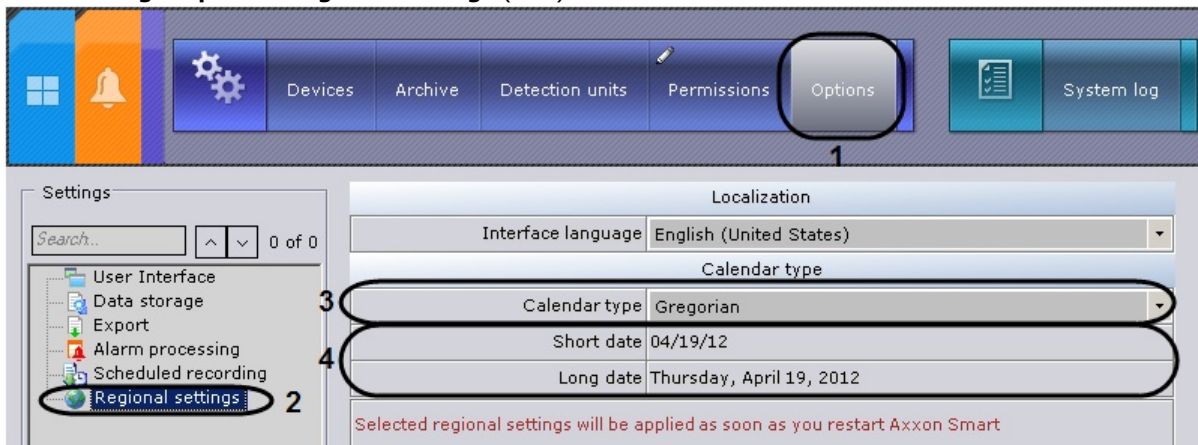 Devices
Archive
Detection units
Permissions
Options
System log
1
Settings
Search...
0 of 0
User Interface
Data storage
Export
Alarm processing
Scheduled recording
Regional settings
2
Localization
Interface language English (United States)
Calendar type
3
Calendar type Gregorian
4
Short date 04/19/12
Long date Thursday, April 19, 2012
Selected regional settings will be applied as soon as you restart Axxon Smart